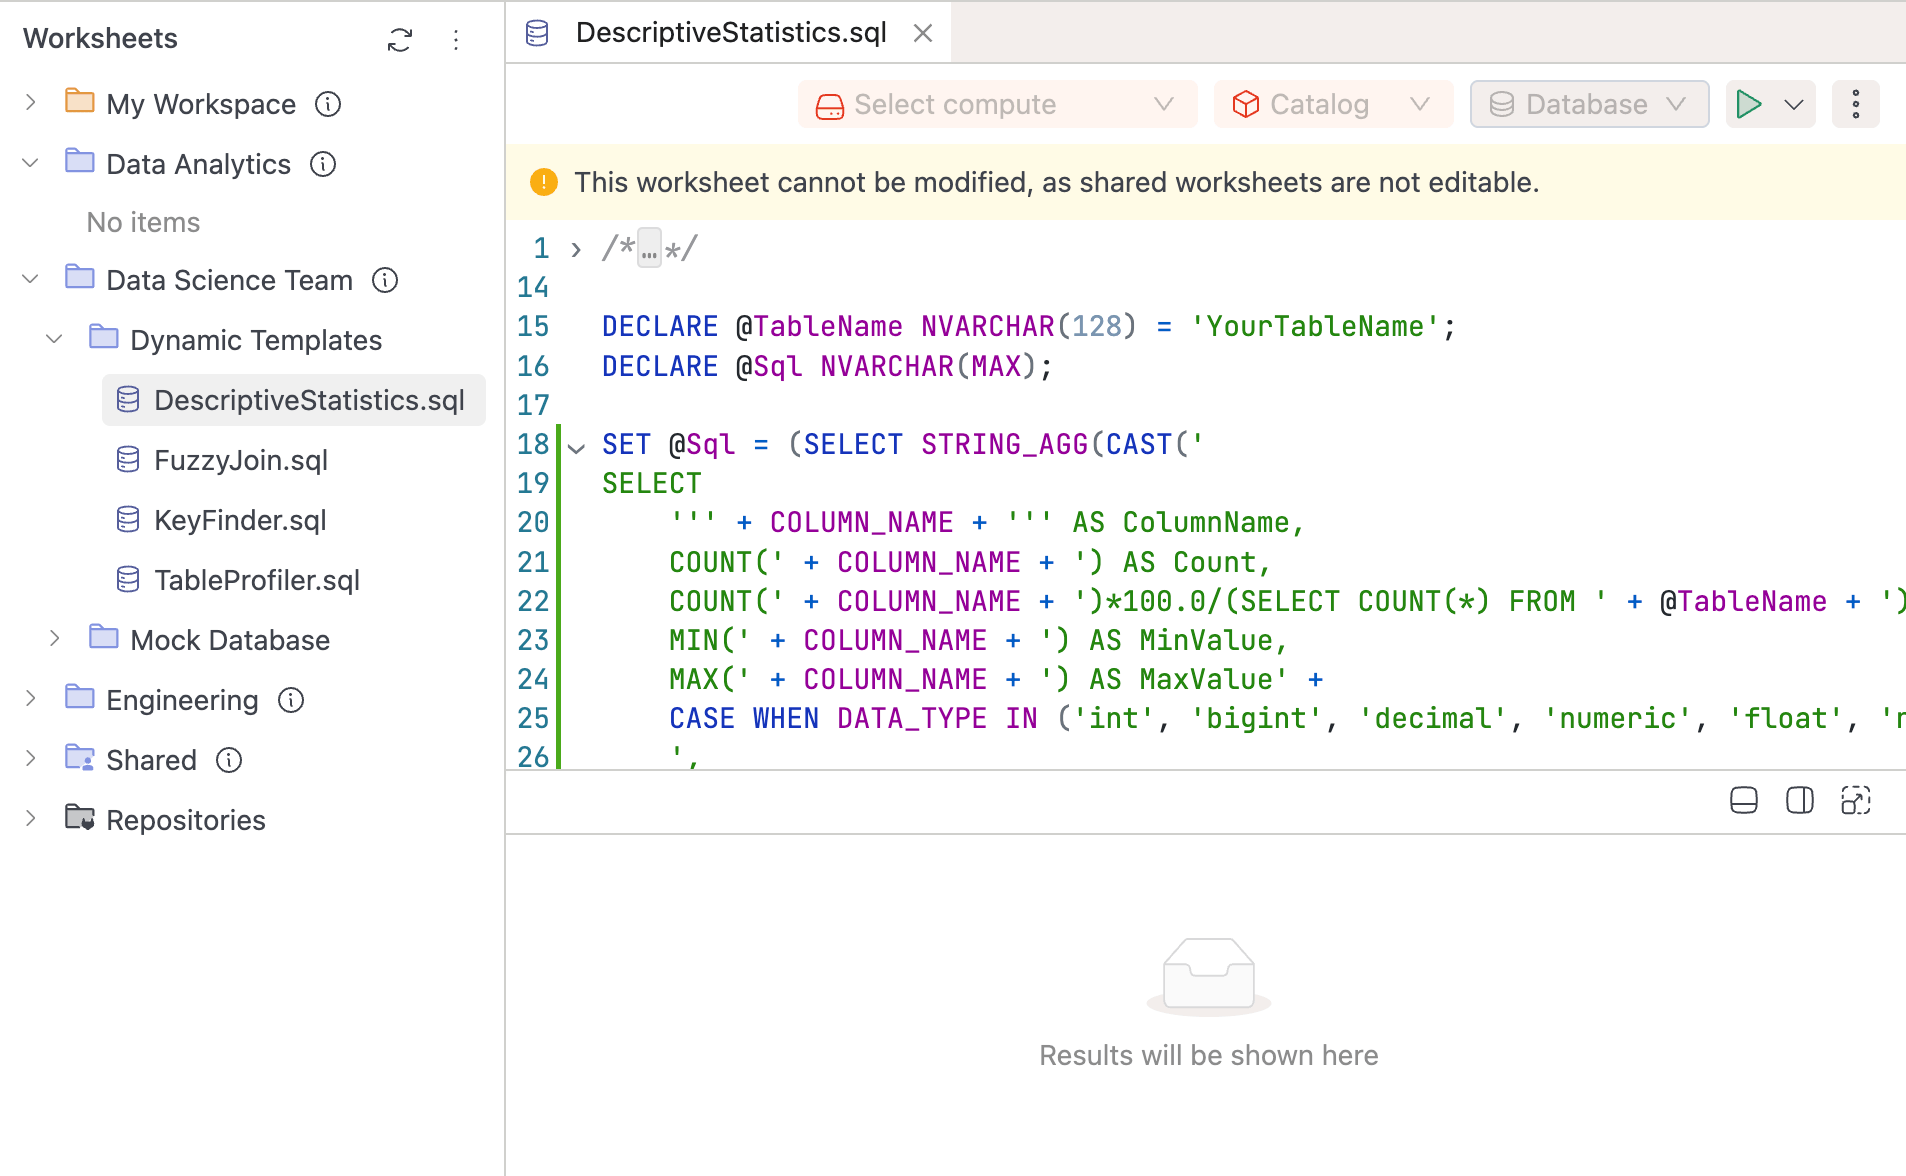 Worksheets
My Workspace
Data Analytics
No items
Data Science Team
Dynamic Templates
DescriptiveStatistics.sql
FuzzyJoin.sql
KeyFinder.sql
TableProfiler.sql
Mock Database
Engineering
Shared
Repositories
DescriptiveStatistics.sql
Select compute
Catalog
Database
This worksheet cannot be modified, as shared worksheets are not editable.
1 /*…*/
14
15 DECLARE @TableName NVARCHAR(128) = 'YourTableName';
16 DECLARE @Sql NVARCHAR(MAX);
17
18 SET @Sql = (SELECT STRING_AGG(CAST('
19 SELECT
20     ''' + COLUMN_NAME + ''' AS ColumnName,
21     COUNT(' + COLUMN_NAME + ') AS Count,
22     COUNT(' + COLUMN_NAME + ')*100.0/(SELECT COUNT(*) FROM ' + @TableName + ')
23     MIN(' + COLUMN_NAME + ') AS MinValue,
24     MAX(' + COLUMN_NAME + ') AS MaxValue' +
25     CASE WHEN DATA_TYPE IN ('int', 'bigint', 'decimal', 'numeric', 'float', '
26     ',
Results will be shown here